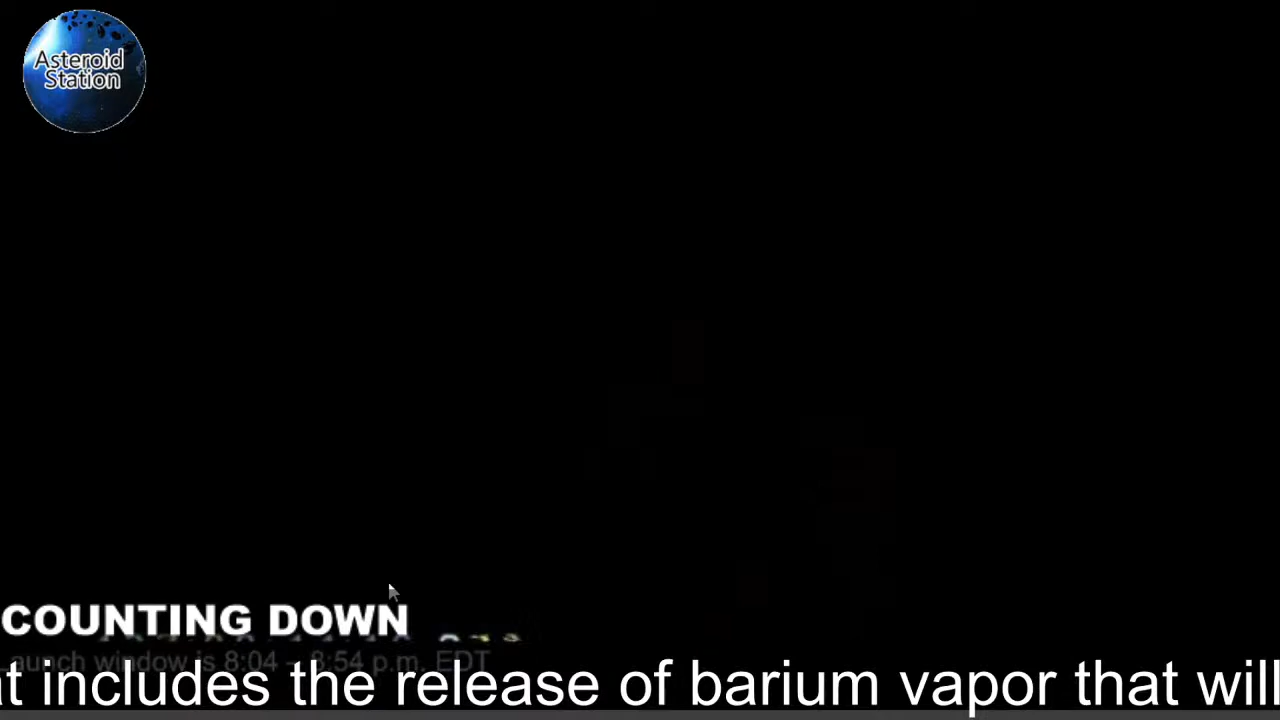 Asteroid
Station
COUNTING DOWN
aunch window is 8:04 – 8:54 p.m. EDT
at includes the release of barium vapor that will